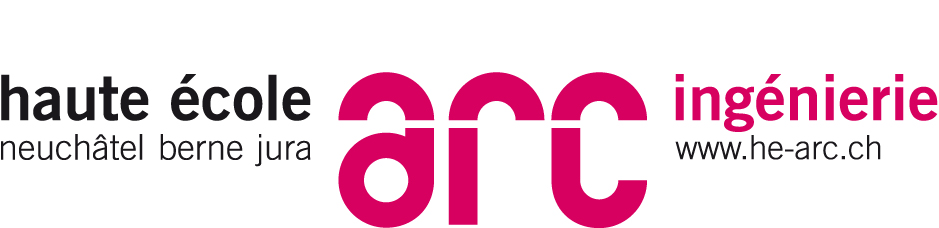 haute école
neuchâtel berne jura
arc
ingénierie
www.he-arc.ch